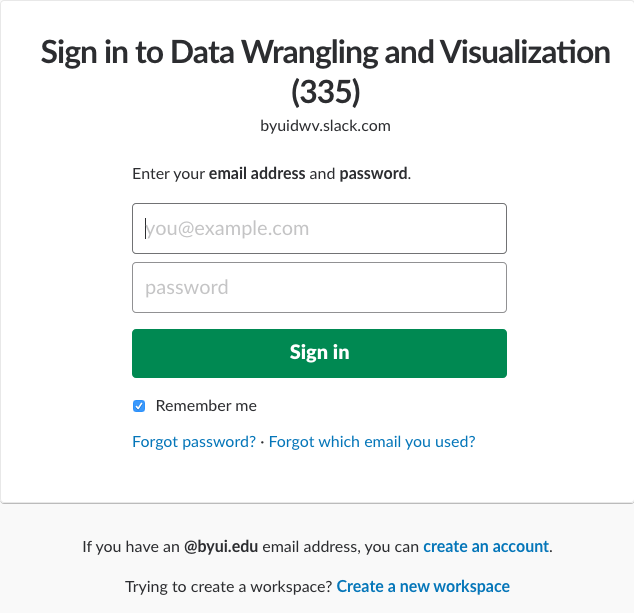 Sign in to Data Wrangling and Visualization
(335)
byuidwv.slack.com
Enter your email address and password.
you@example.com
password
Sign in
Remember me
Forgot password? · Forgot which email you used?
If you have an @byui.edu email address, you can create an account.
Trying to create a workspace? Create a new workspace